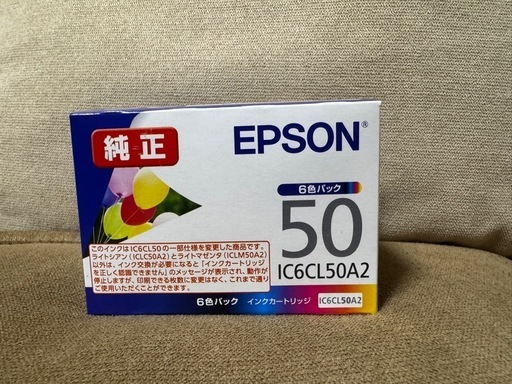 純正
EPSON®
6色パック
50
IC6CL50A2
このインクはIC6CL50の一部仕様を変更した商品です。
ライトシアン(ICLC50A2)とライトマゼンタ(ICLM50A2)
以外は、インク交換が必要になると「インクカートリッジ
を正しく認識できません」のメッセージが表示され、動作が
停止しますが、印刷できる枚数に変更はなく、これまで通り
ご使用いただくことができます。
6色パック インクカートリッジ IC6CL50A2